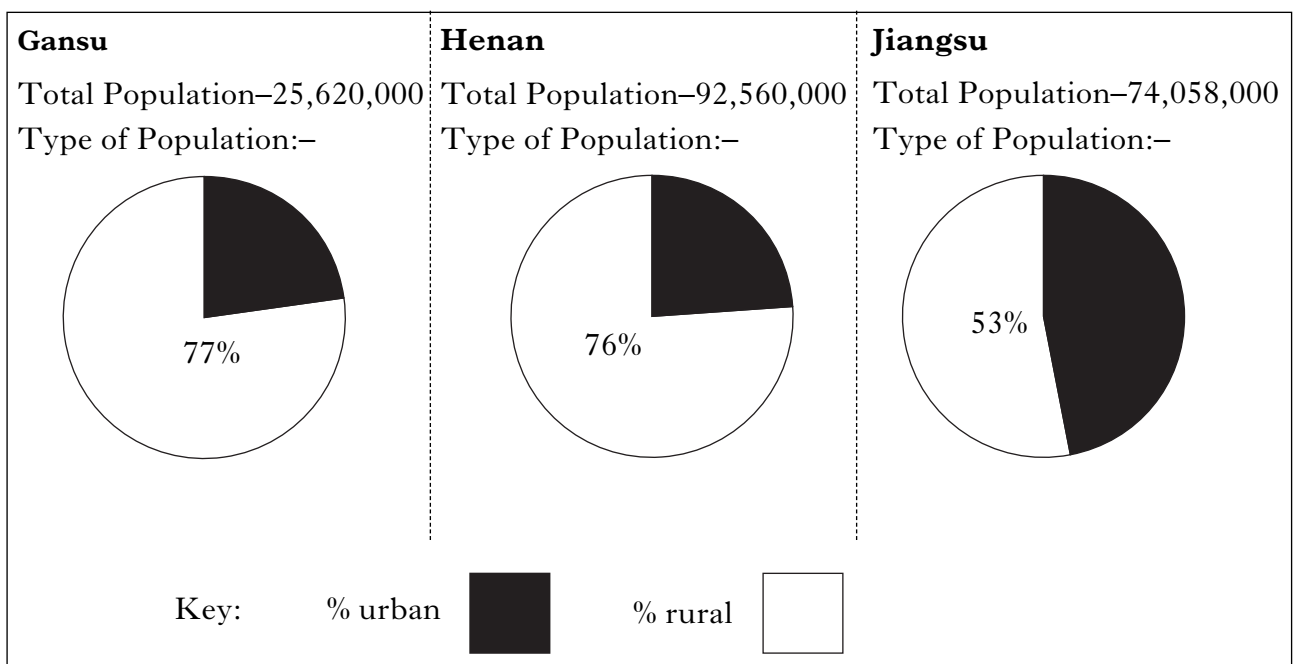 Gansu
Total Population–25,620,000
Type of Population:–
77%
Henan
Total Population–92,560,000
Type of Population:–
76%
Jiangsu
Total Population–74,058,000
Type of Population:–
53%
Key: % urban % rural